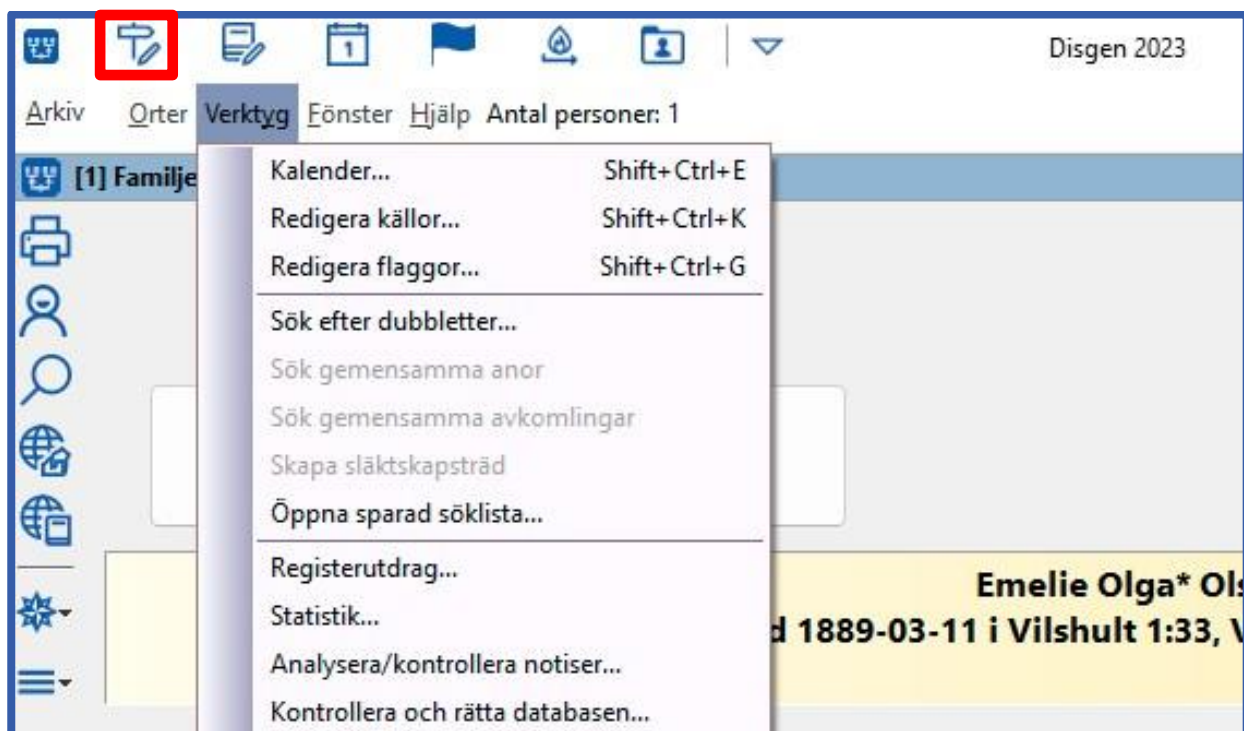 1
Disgen 2023
Arkiv Orter Verktyg Fönster Hjälp Antal personer: 1
[1] Familje
Kalender... Shift+Ctrl+E
Redigera källor... Shift+Ctrl+K
Redigera flaggor... Shift+Ctrl+G
Sök efter dubbletter...
Sök gemensamma anor
Sök gemensamma avkomlingar
Skapa släktskapsträd
Öppna sparad söklista...
Registerutdrag...
Statistik...
Analysera/kontrollera notiser...
Kontrollera och rätta databasen...
Emelie Olga* Ols
d 1889-03-11 i Vilshult 1:33, V